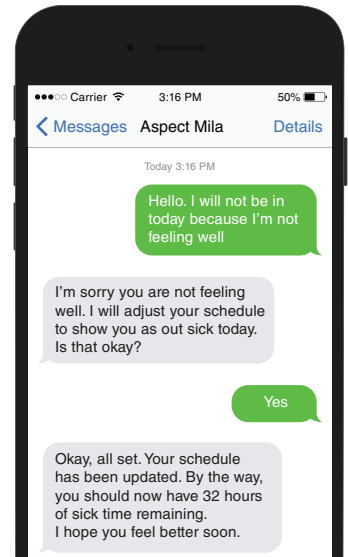 Carrier 3:16 PM 50%
Messages Aspect Mila Details
Today 3:16 PM
Hello. I will not be in
today because I’m not
feeling well
I’m sorry you are not feeling
well. I will adjust your schedule
to show you as out sick today.
Is that okay?
Yes
Okay, all set. Your schedule
has been updated. By the way,
you should now have 32 hours
of sick time remaining.
I hope you feel better soon.